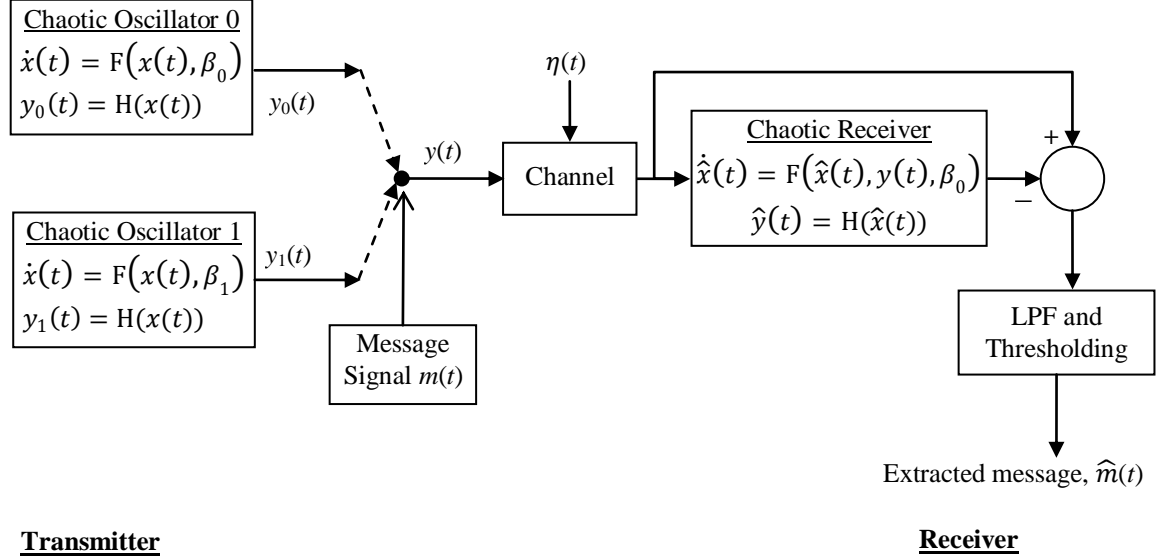 Chaotic Oscillator 0
ẋ(t) = F(x(t), β₀)
y₀(t) = H(x(t))
y₀(t)
Chaotic Oscillator 1
ẋ(t) = F(x(t), β₁)
y₁(t) = H(x(t))
y₁(t)
Message
Signal m(t)
y(t)
η(t)
Channel
Chaotic Receiver
ẋ̂(t) = F(x̂(t), y(t), β₀)
ŷ(t) = H(x̂(t))
+
−
LPF and
Thresholding
Extracted message, m̂(t)
Transmitter
Receiver